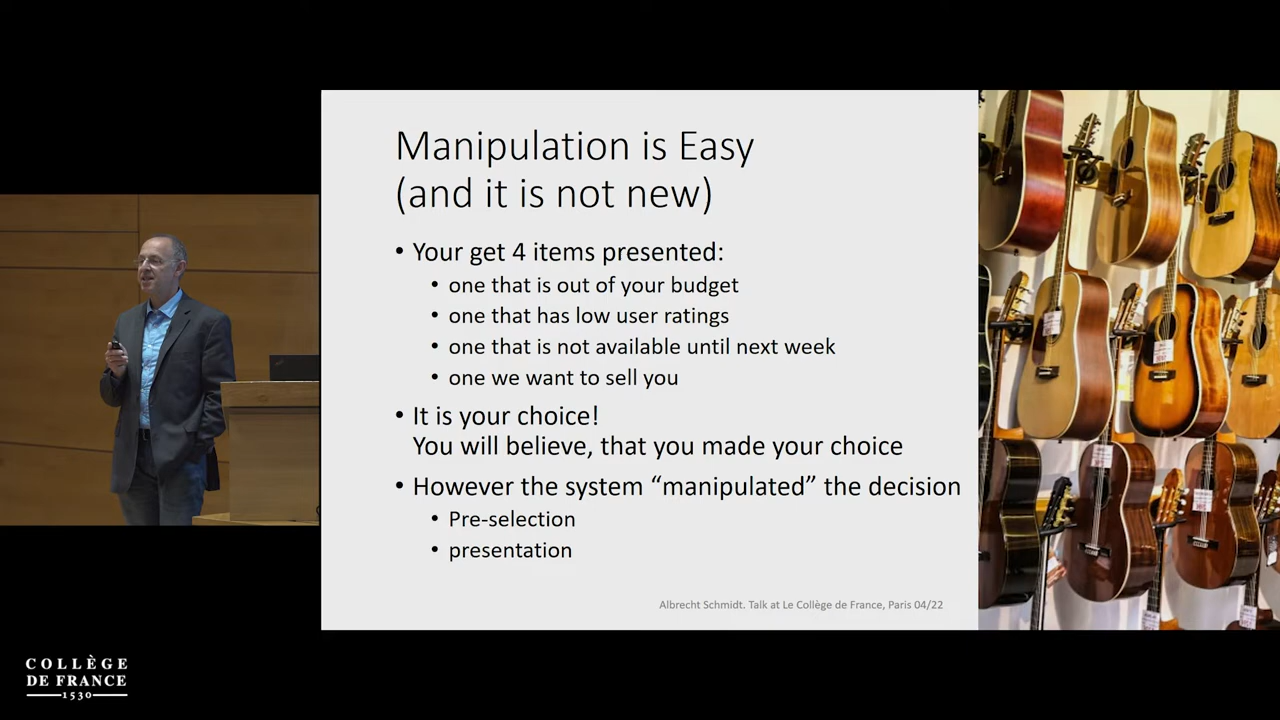 Manipulation is Easy
(and it is not new)
• Your get 4 items presented:
• one that is out of your budget
• one that has low user ratings
• one that is not available until next week
• one we want to sell you
• It is your choice!
You will believe, that you made your choice
• However the system “manipulated” the decision
• Pre-selection
• presentation
Albrecht Schmidt. Talk at Le Collège de France, Paris 04/22
COLLÈGE
DE FRANCE
1530